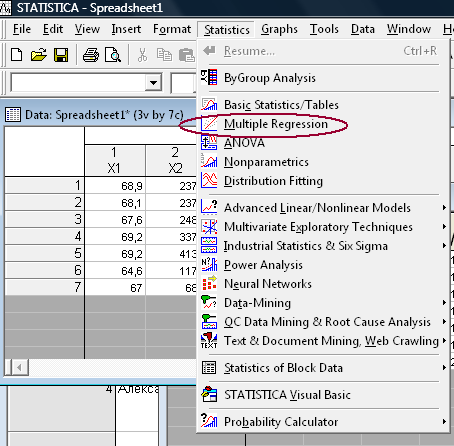 STATISTICA - Spreadsheet1
File Edit View Insert Format Statistics Graphs Tools Data Window H
Resume... Ctrl+R
ByGroup Analysis
Data: Spreadsheet1* (3v by 7c)
Basic Statistics/Tables
Multiple Regression
ANOVA
Nonparametrics
Distribution Fitting
1 2
X1 X2
1 68,9 237
2 68,1 237
3 67,6 248
4 69,2 337
5 69,2 413
6 64,6 117
7 67 68
Advanced Linear/Nonlinear Models
Multivariate Exploratory Techniques
Industrial Statistics & Six Sigma
Power Analysis
Neural Networks
Data-Mining
QC Data Mining & Root Cause Analysis
Text & Document Mining, Web Crawling
Statistics of Block Data
STATISTICA Visual Basic
Probability Calculator
4 Алекса